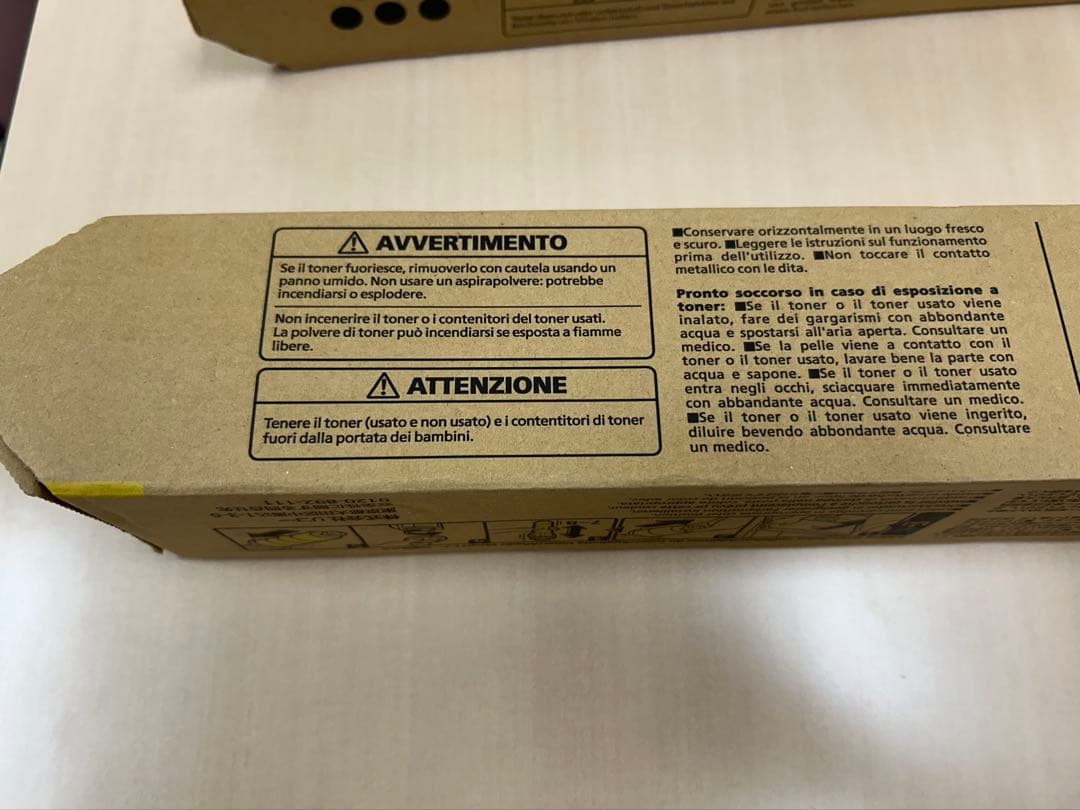 AVVERTIMENTO
Se il toner fuoriesce, rimuoverlo con cautela usando un
panno umido. Non usare un aspirapolvere: potrebbe
incendiarsi o esplodere.
Non incenerire il toner o i contenitori del toner usati.
La polvere di toner può incendiarsi se esposta a fiamme
libere.
ATTENZIONE
Tenere il toner (usato e non usato) e i contentitori di toner
fuori dalla portata dei bambini.
■Conservare orizzontalmente in un luogo fresco
e scuro. ■Leggere le istruzioni sul funzionamento
prima dell'utilizzo. ■Non toccare il contatto
metallico con le dita.
Pronto soccorso in caso di esposizione a
toner: ■Se il toner o il toner usato viene
inalato, fare dei gargarismi con abbondante
acqua e spostarsi all'aria aperta. Consultare un
medico. ■Se la pelle viene a contatto con il
toner o il toner usato, lavare bene la parte con
acqua e sapone. ■Se il toner o il toner usato
entra negli occhi, sciacquare immediatamente
con abbandante acqua. Consultare un medico.
■Se il toner o il toner usato viene ingerito,
diluire bevendo abbondante acqua. Consultare
un medico.
0120-892-111